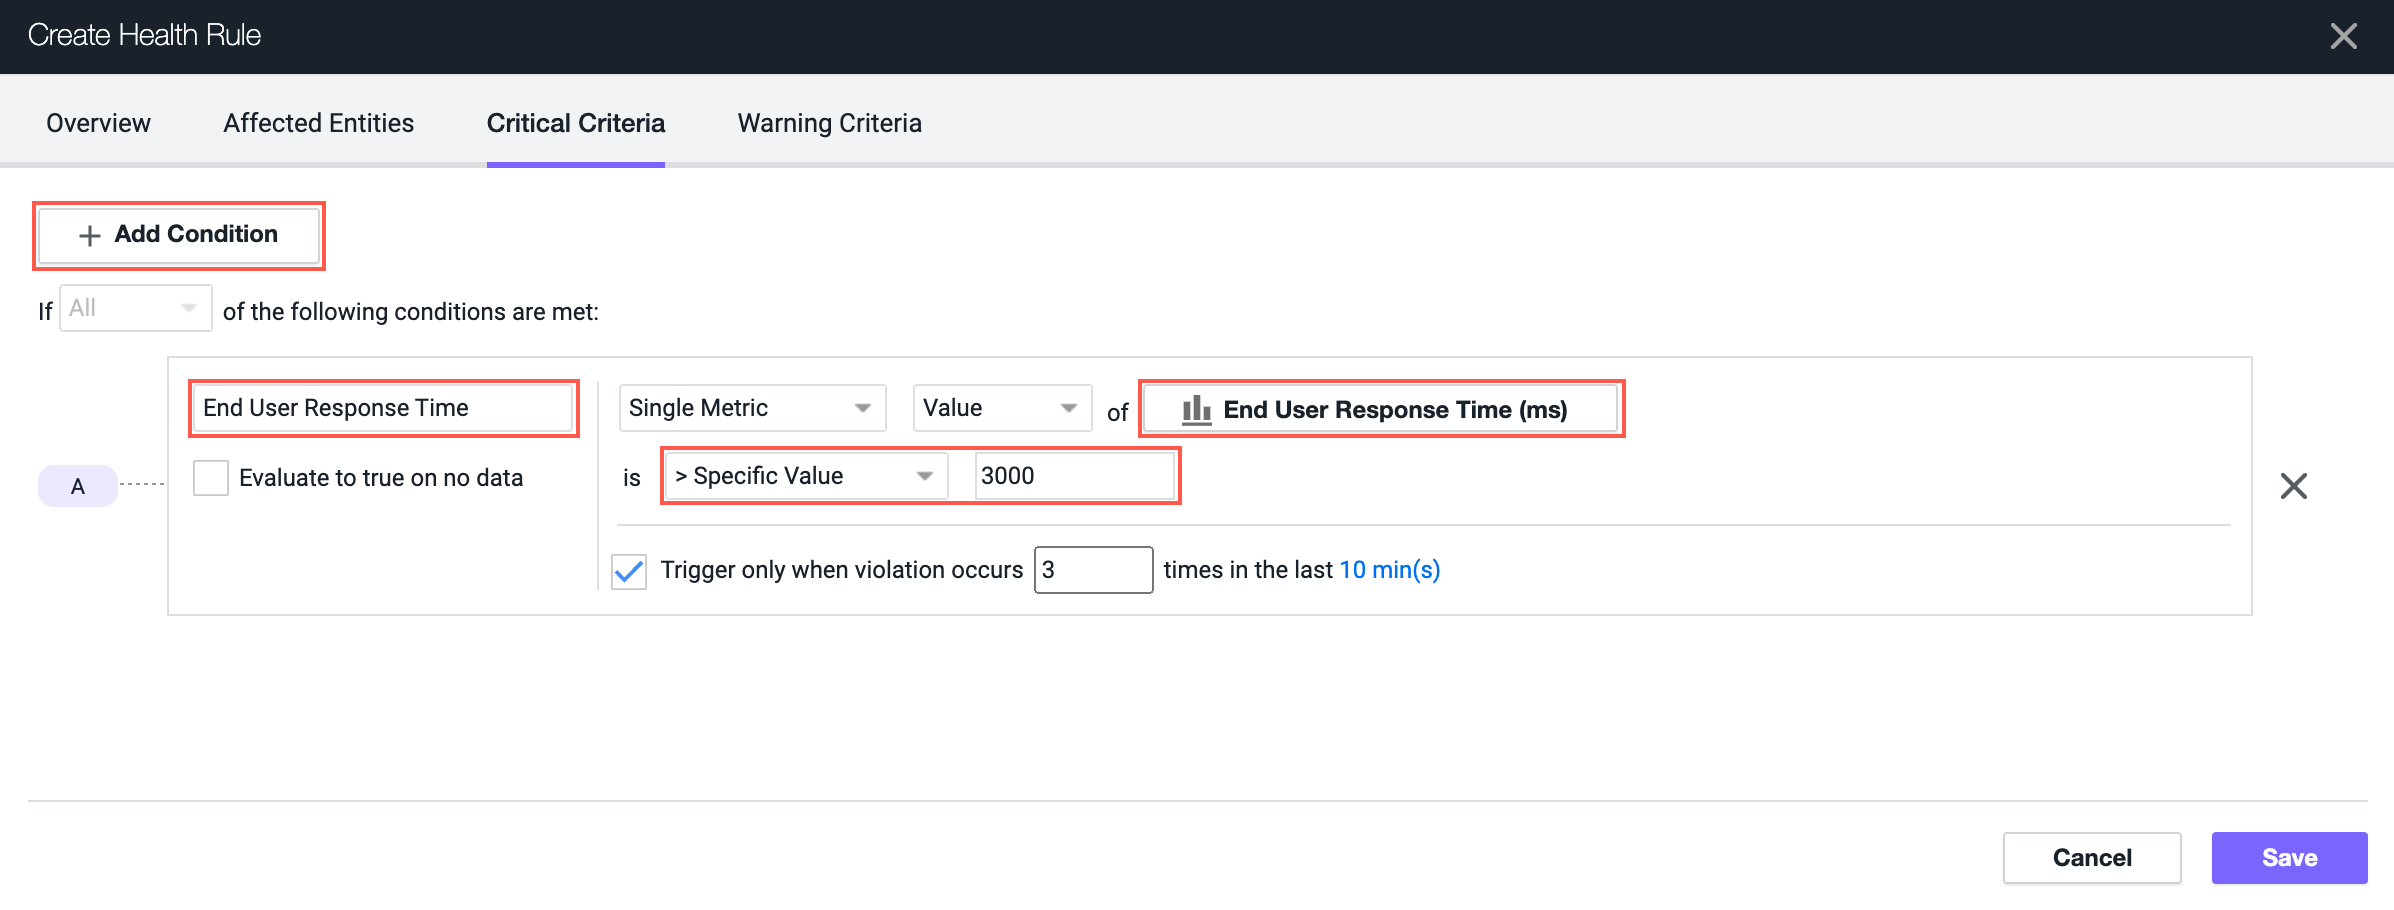 Create Health Rule
Overview Affected Entities Critical Criteria Warning Criteria
+ Add Condition
If All of the following conditions are met:
End User Response Time Single Metric Value of End User Response Time (ms)
A Evaluate to true on no data is > Specific Value 3000
Trigger only when violation occurs 3 times in the last 10 min(s)
Cancel Save